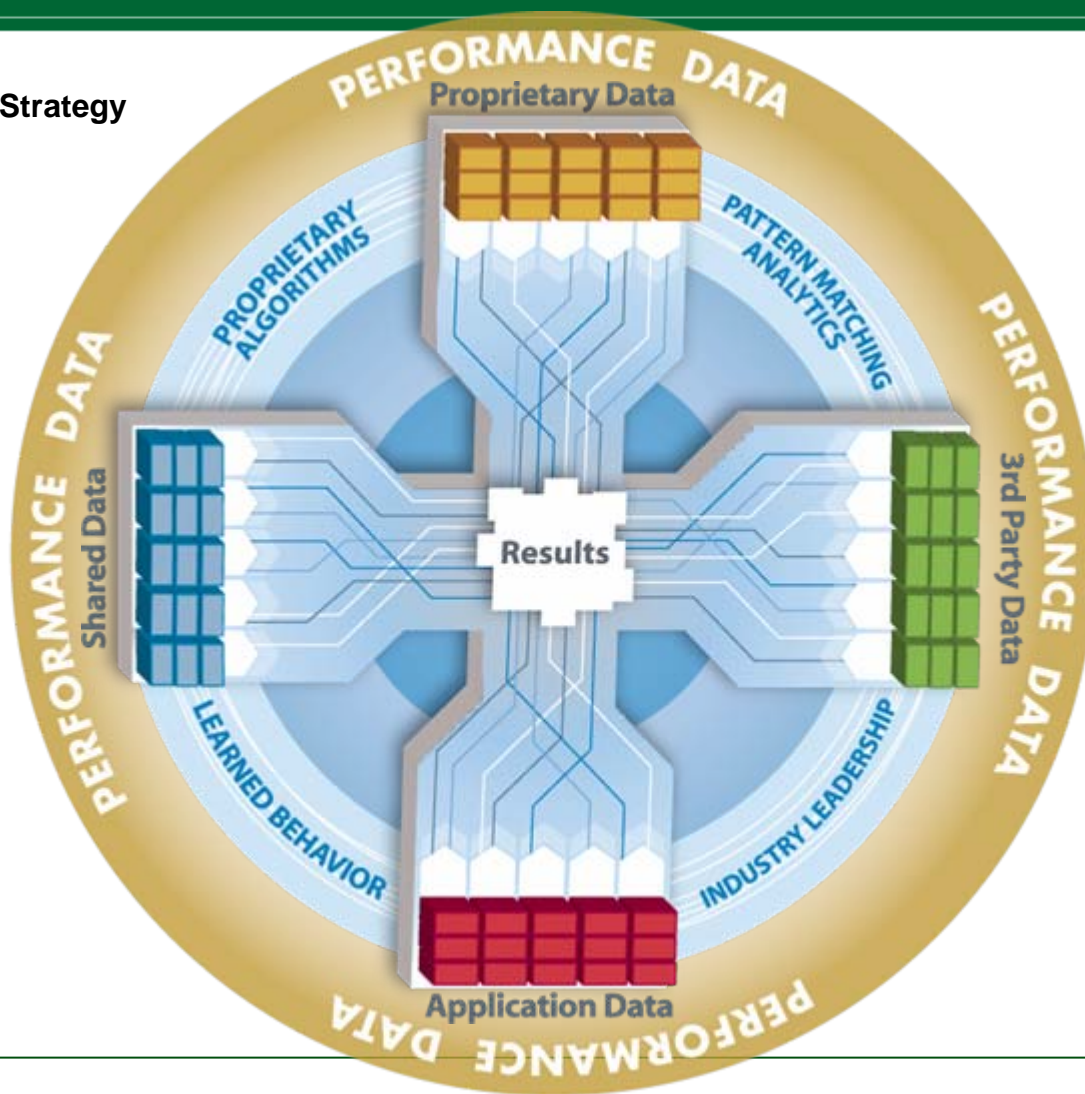 Strategy
PERFORMANCE DATA
Proprietary Data
PROPRIETARY
ALGORITHMS
PATTERN MATCHING
ANALYTICS
PERFORMANCE DATA
Shared Data
Results
3rd Party Data
PERFORMANCE DATA
LEARNED BEHAVIOR
INDUSTRY LEADERSHIP
Application Data
PERFORMANCE DATA